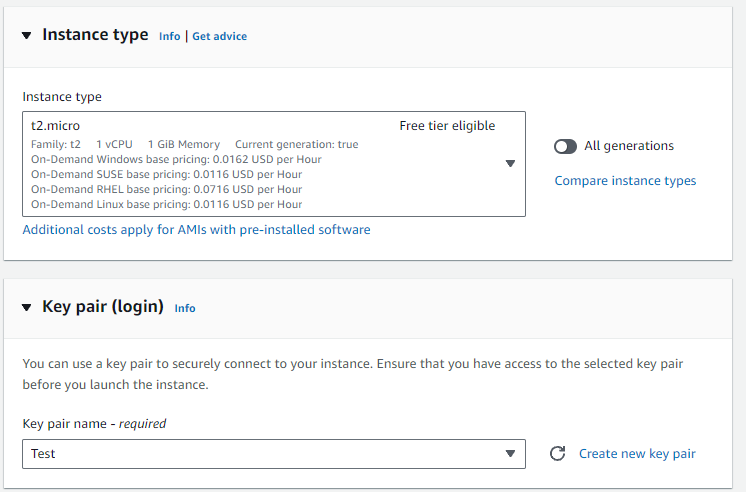 Instance type Info | Get advice
Instance type
t2.micro Free tier eligible
Family: t2 1 vCPU 1 GiB Memory Current generation: true
On-Demand Windows base pricing: 0.0162 USD per Hour
On-Demand SUSE base pricing: 0.0116 USD per Hour
On-Demand RHEL base pricing: 0.0716 USD per Hour
On-Demand Linux base pricing: 0.0116 USD per Hour
All generations
Compare instance types
Additional costs apply for AMIs with pre-installed software
Key pair (login) Info
You can use a key pair to securely connect to your instance. Ensure that you have access to the selected key pair
before you launch the instance.
Key pair name - required
Test
Create new key pair